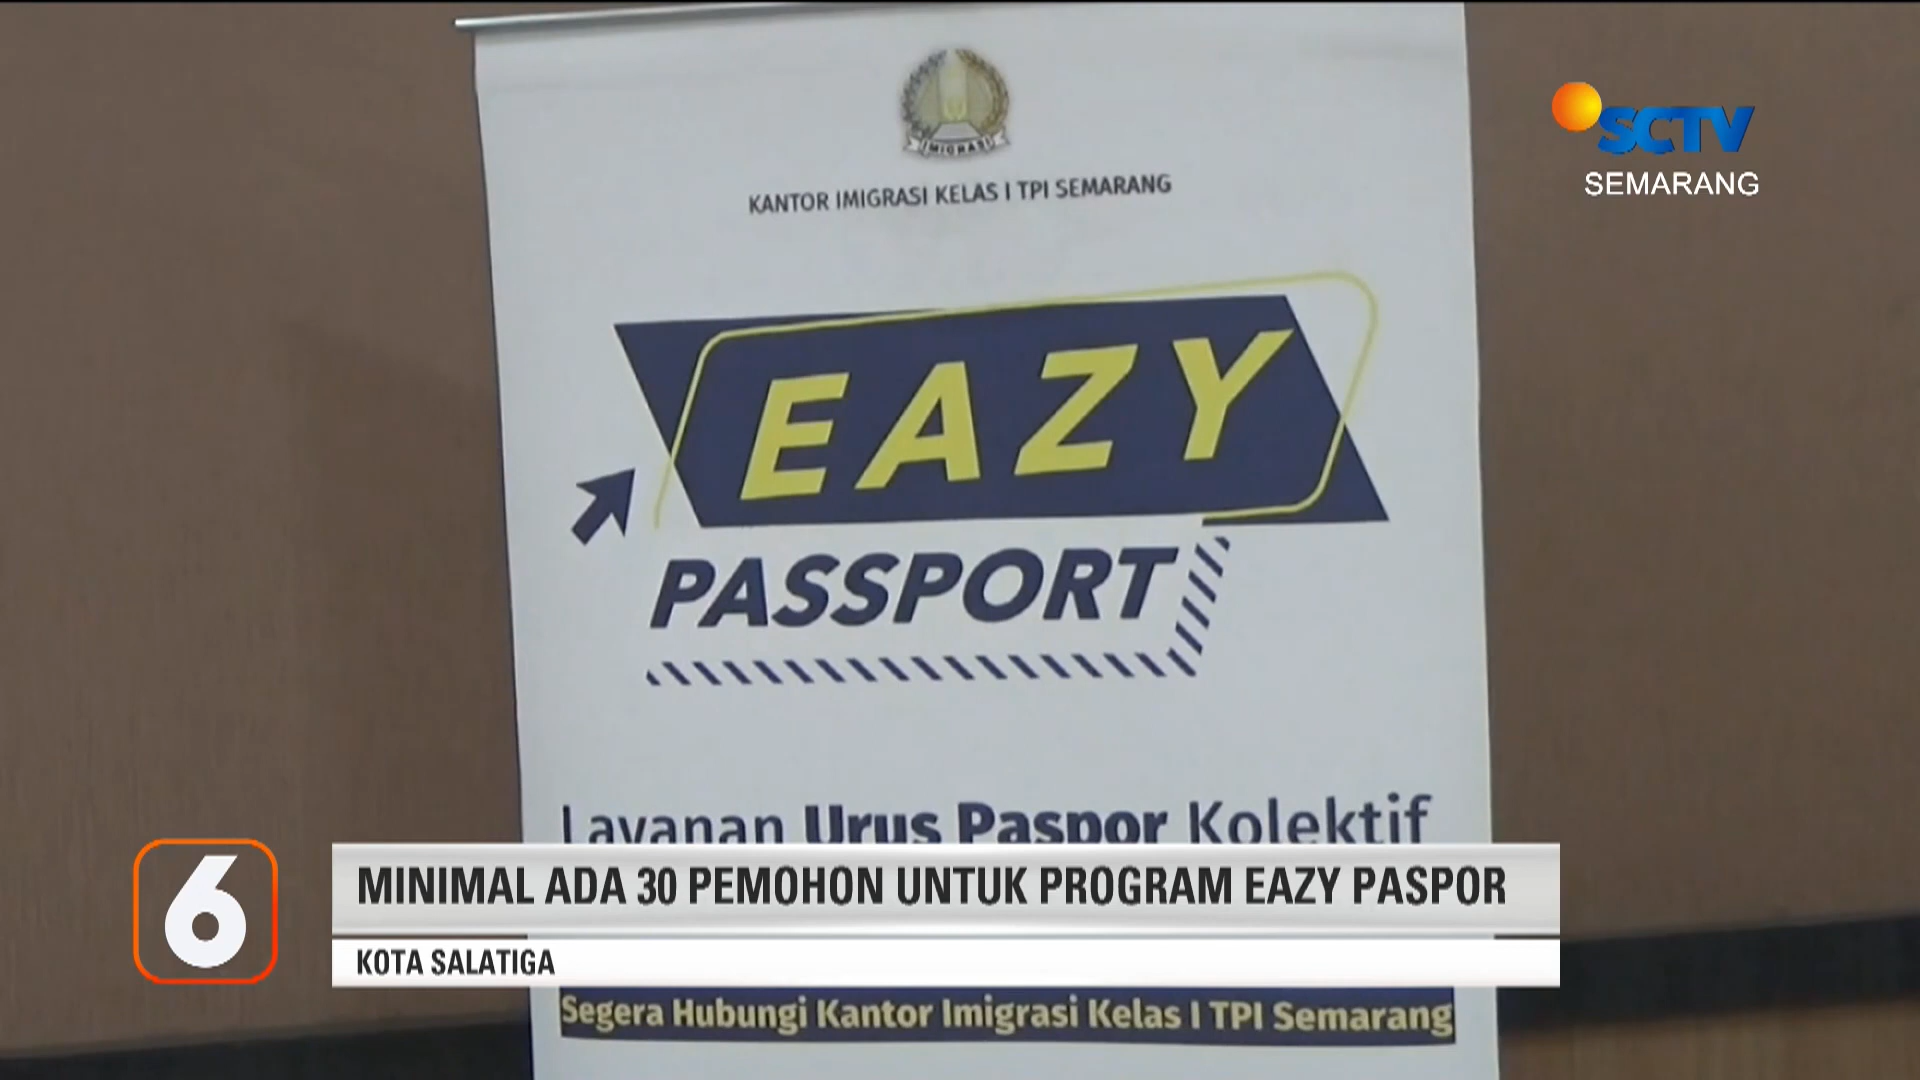 IMIGRASI
KANTOR IMIGRASI KELAS I TPI SEMARANG
SCTV
SEMARANG
EAZY
PASSPORT
Layanan Urus Paspor Kolektif
6
MINIMAL ADA 30 PEMOHON UNTUK PROGRAM EAZY PASPOR
KOTA SALATIGA
Segera Hubungi Kantor Imigrasi Kelas I TPI Semarang